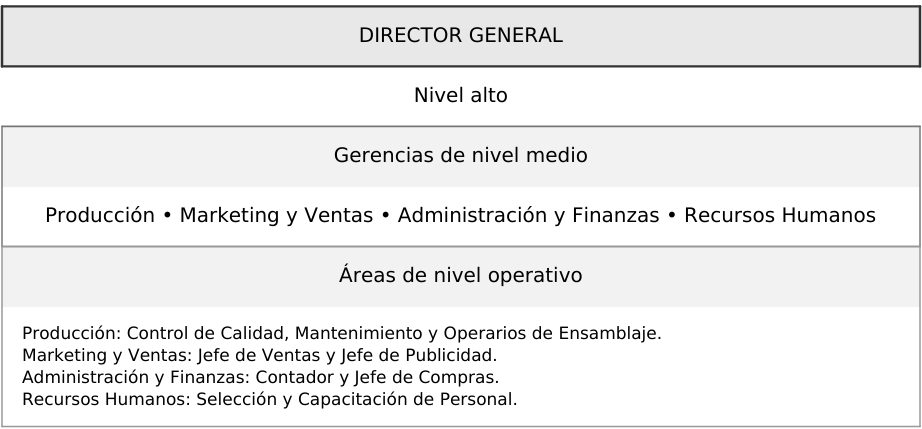 DIRECTOR GENERAL
Nivel alto
Gerencias de nivel medio
Producción • Marketing y Ventas • Administración y Finanzas • Recursos Humanos
Áreas de nivel operativo
Producción: Control de Calidad, Mantenimiento y Operarios de Ensamblaje.
Marketing y Ventas: Jefe de Ventas y Jefe de Publicidad.
Administración y Finanzas: Contador y Jefe de Compras.
Recursos Humanos: Selección y Capacitación de Personal.